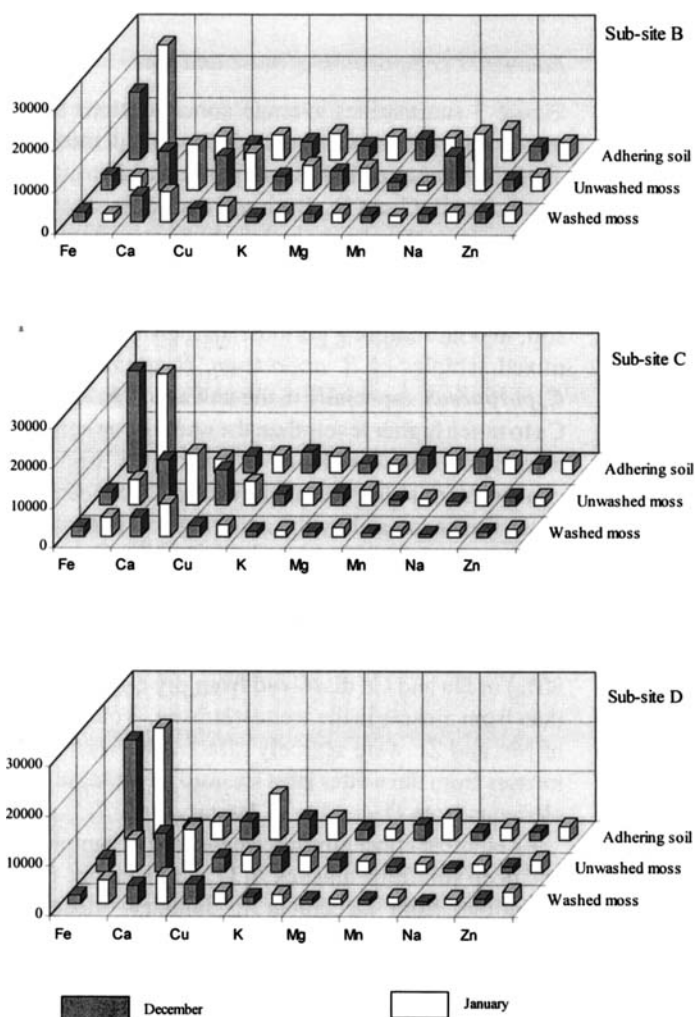 Sub-site B
30000
20000
10000
0
Adhering soil
Unwashed moss
Washed moss
Fe Ca Cu K Mg Mn Na Zn
Sub-site C
30000
20000
10000
0
Adhering soil
Unwashed moss
Washed moss
Fe Ca Cu K Mg Mn Na Zn
Sub-site D
30000
20000
10000
0
Adhering soil
Unwashed moss
Washed moss
Fe Ca Cu K Mg Mn Na Zn
December January